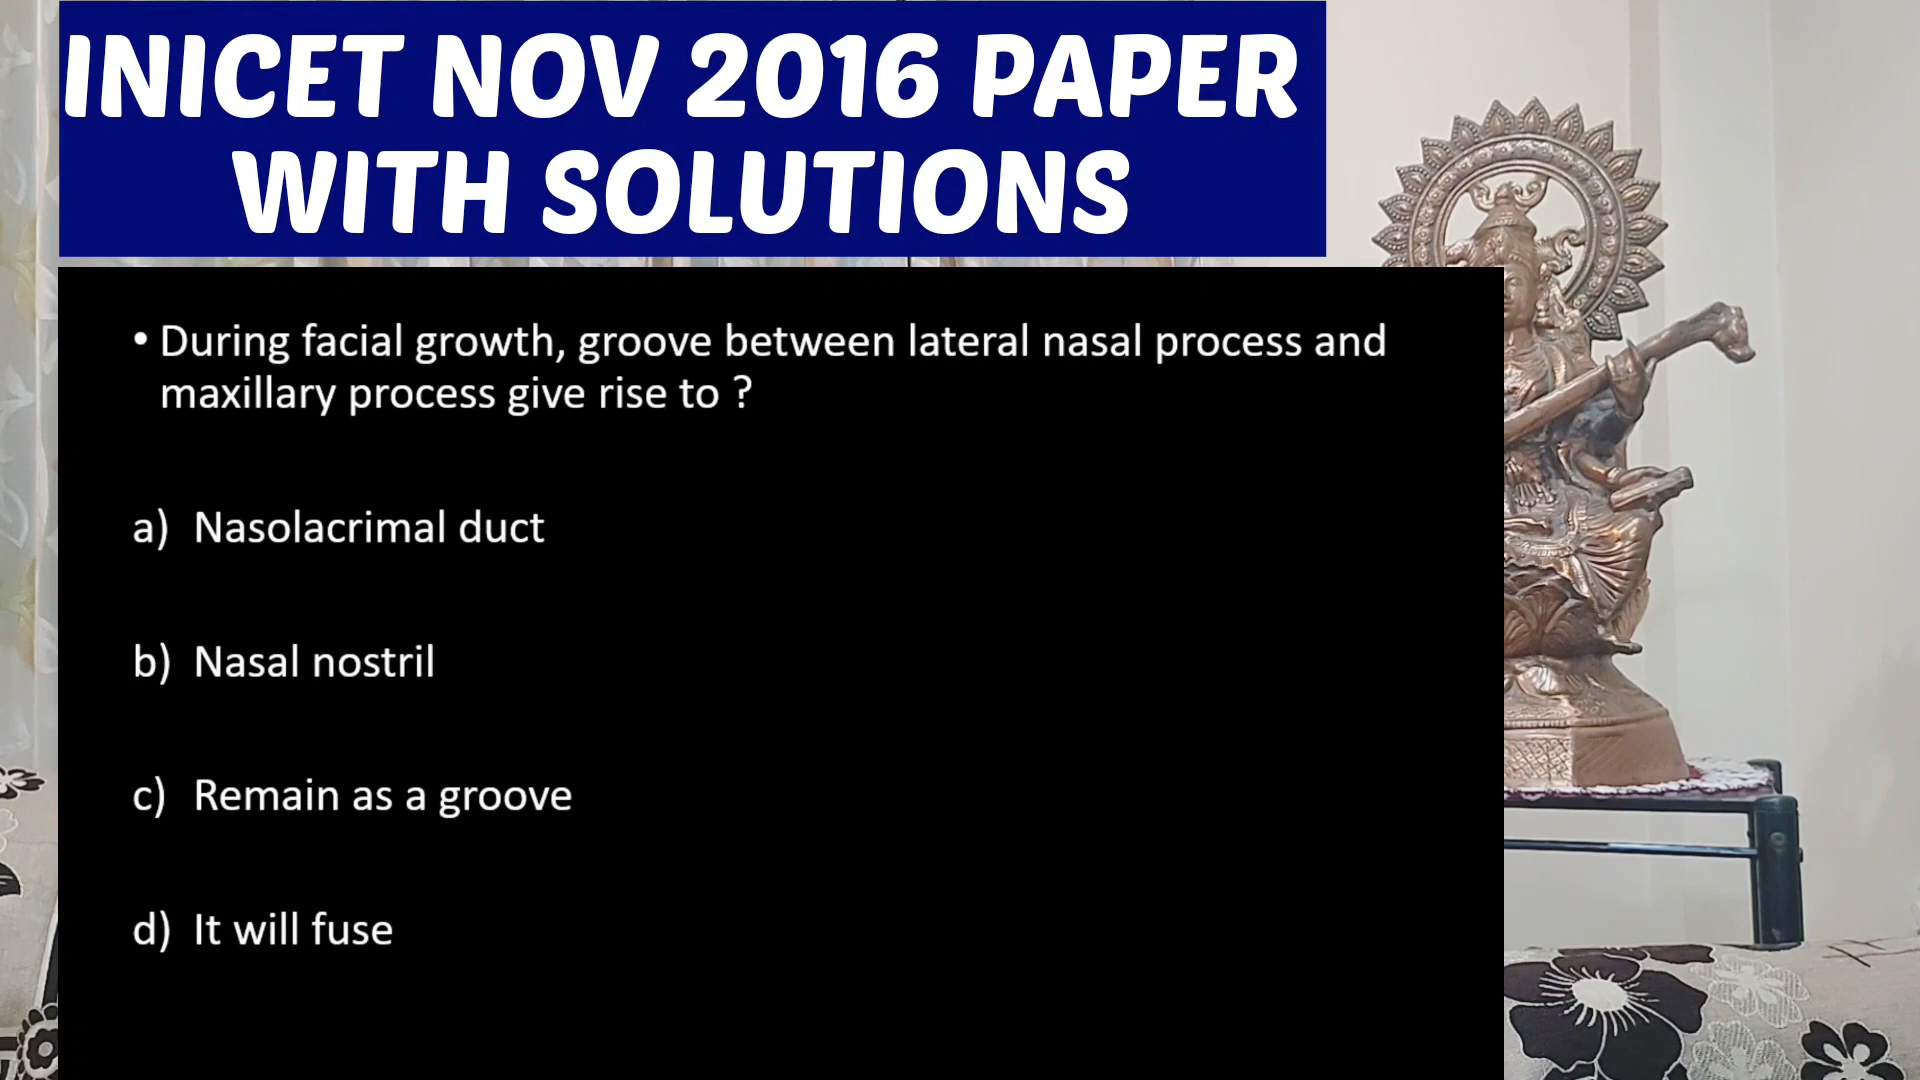 INICET NOV 2016 PAPER
WITH SOLUTIONS
• During facial growth, groove between lateral nasal process and
maxillary process give rise to ?
a) Nasolacrimal duct
b) Nasal nostril
c) Remain as a groove
d) It will fuse